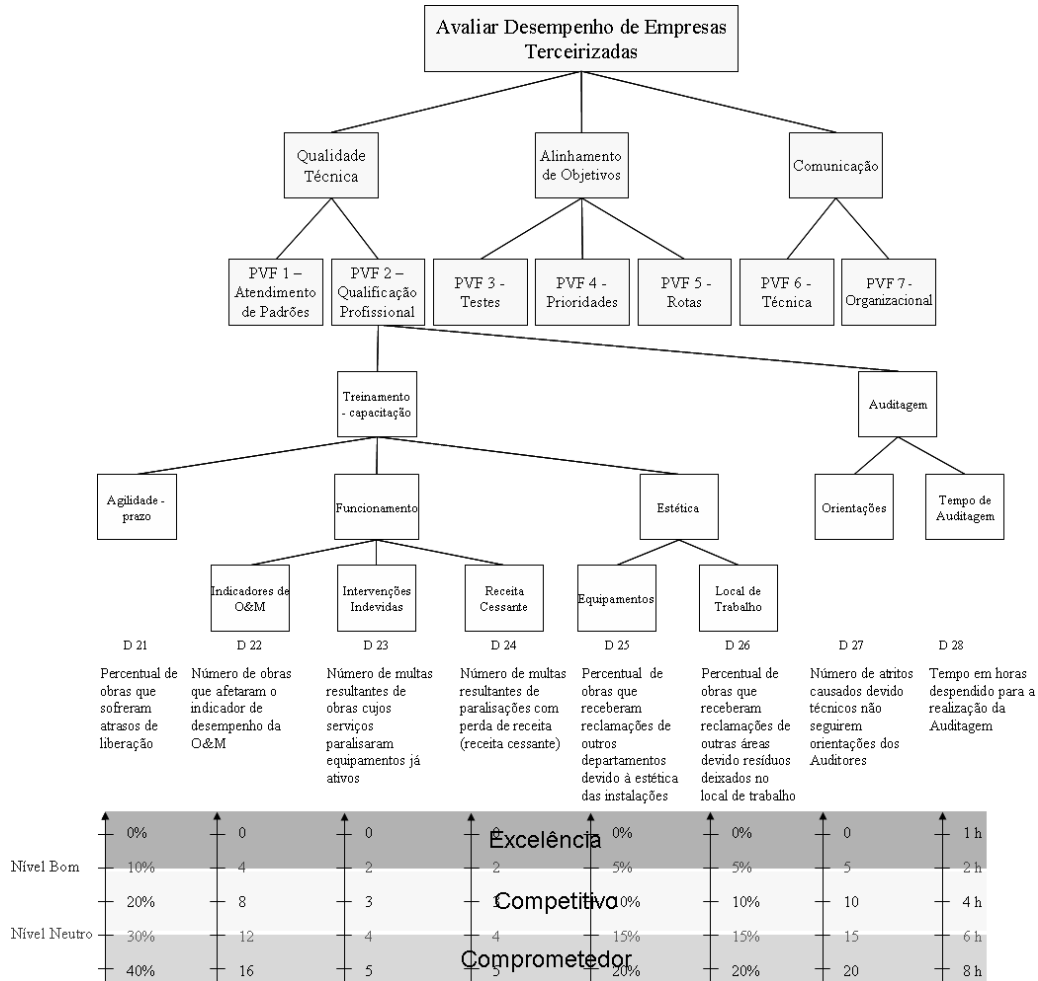 Avaliar Desempenho de Empresas
Terceirizadas
Qualidade
Técnica
Alinhamento
de Objetivos
Comunicação
PVF 1 –
Atendimento
de Padrões
PVF 2 –
Qualificação
Profissional
PVF 3 -
Testes
PVF 4 -
Prioridades
PVF 5 -
Rotas
PVF 6 -
Técnica
PVF 7 -
Organizacional
Treinamento
- capacitação
Auditagem
Agilidade -
prazo
Funcionamento
Estética
Orientações
Tempo de
Auditagem
Indicadores de
O&M
Intervenções
Indevidas
Receita
Cessante
Equipamentos
Local de
Trabalho
D 21
Percentual de
obras que
sofreram
atrasos de
liberação
D 22
Número de obras
que afetaram o
indicador de
desempenho da
O&M
D 23
Número de multas
resultantes de
obras cujos
serviços
paralisaram
equipamentos já
ativos
D 24
Número de multas
resultantes de
paralisações com
perda de receita
(receita cessante)
D 25
Percentual de
obras que
receberam
reclamações de
outros
departamentos
devido à estética
das instalações
D 26
Percentual de
obras que
receberam
reclamações de
outras áreas
devido resíduos
deixados no
local de trabalho
D 27
Número de atritos
causados devido
técnicos não
seguirem
orientações dos
Auditores
D 28
Tempo em horas
despendido para a
realização da
Auditagem
0% 0 0 0 0% 0% 0 1 h
Excelência
Nível Bom 10% 4 2 2 5% 5% 5 2 h
20% 8 3 3 10% 10% 10 4 h
Competitivo
Nível Neutro 30% 12 4 4 15% 15% 15 6 h
Comprometedor
40% 16 5 5 20% 20% 20 8 h